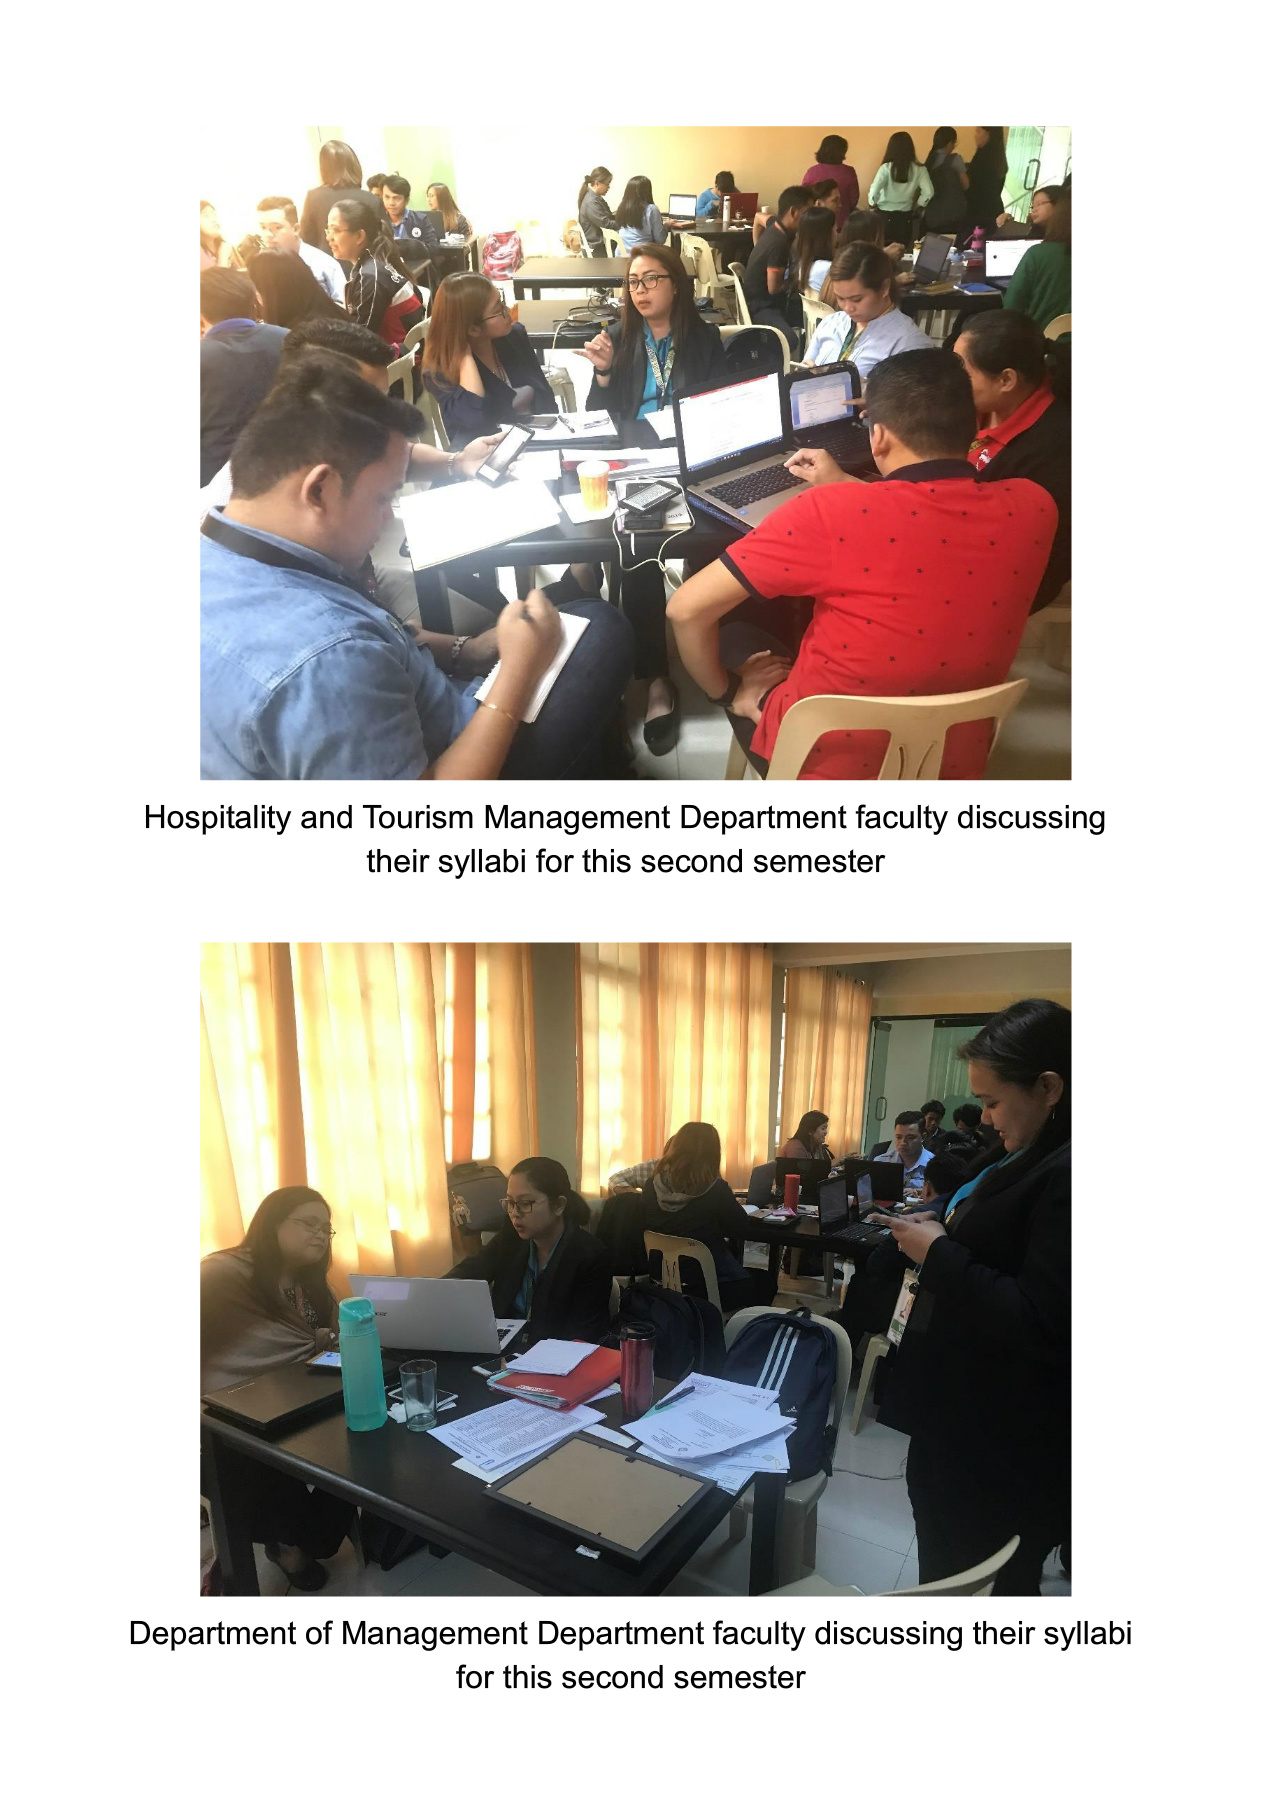 Hospitality and Tourism Management Department faculty discussing
their syllabi for this second semester
Department of Management Department faculty discussing their syllabi
for this second semester